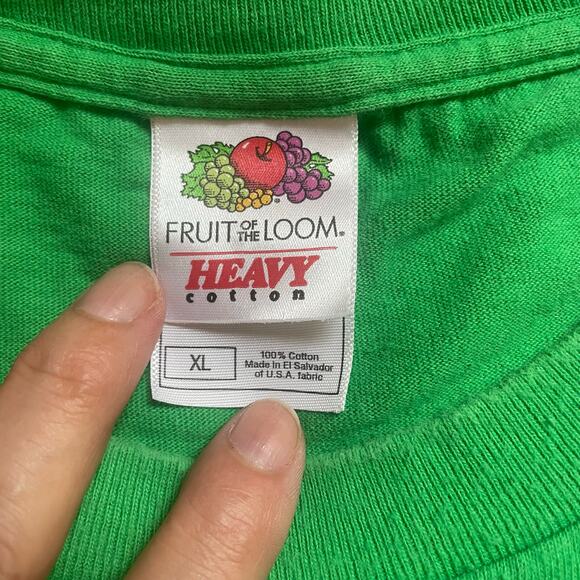 FRUIT OF THE LOOM®
HEAVY
cotton
XL
100% Cotton
Made in El Salvador
of U.S.A. fabric